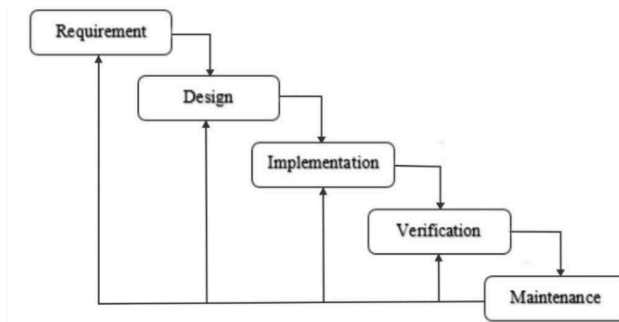 Requirement
Design
Implementation
Verification
Maintenance